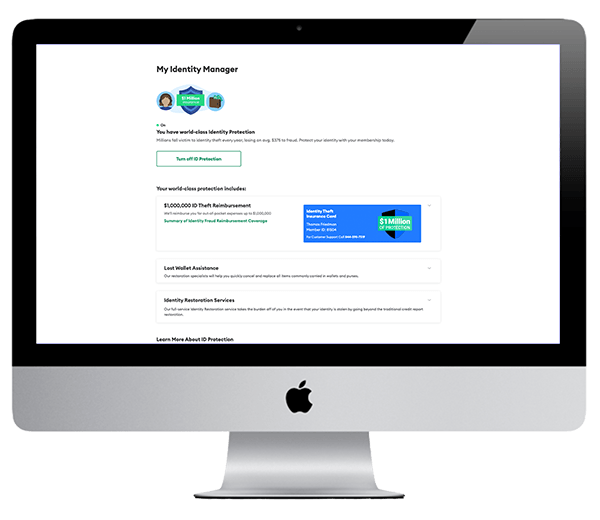 My Identity Manager
$1 Million
PROTECTION
On
You have world-class Identity Protection
Millions fall victim to identity theft every year, losing an avg. $375 to fraud. Protect your identity with your membership today.
Turn off ID Protection
Your world-class protection includes:
$1,000,000 ID Theft Reimbursement
We'll reimburse you for out-of-pocket expenses up to $1,000,000
Summary of Identity Fraud Reimbursement Coverage
Identity Theft
Insurance Card
Thomas Friedman
Member ID:
For Customer Support Call
$1 Million
OF PROTECTION
Lost Wallet Assistance
Our restoration specialists will help you quickly cancel and replace all items commonly carried in wallets and purses.
Identity Restoration Services
Our full-service Identity Restoration service takes the burden off of you in the event that your identity is stolen by going beyond the traditional credit report
restoration.
Learn More About ID Protection